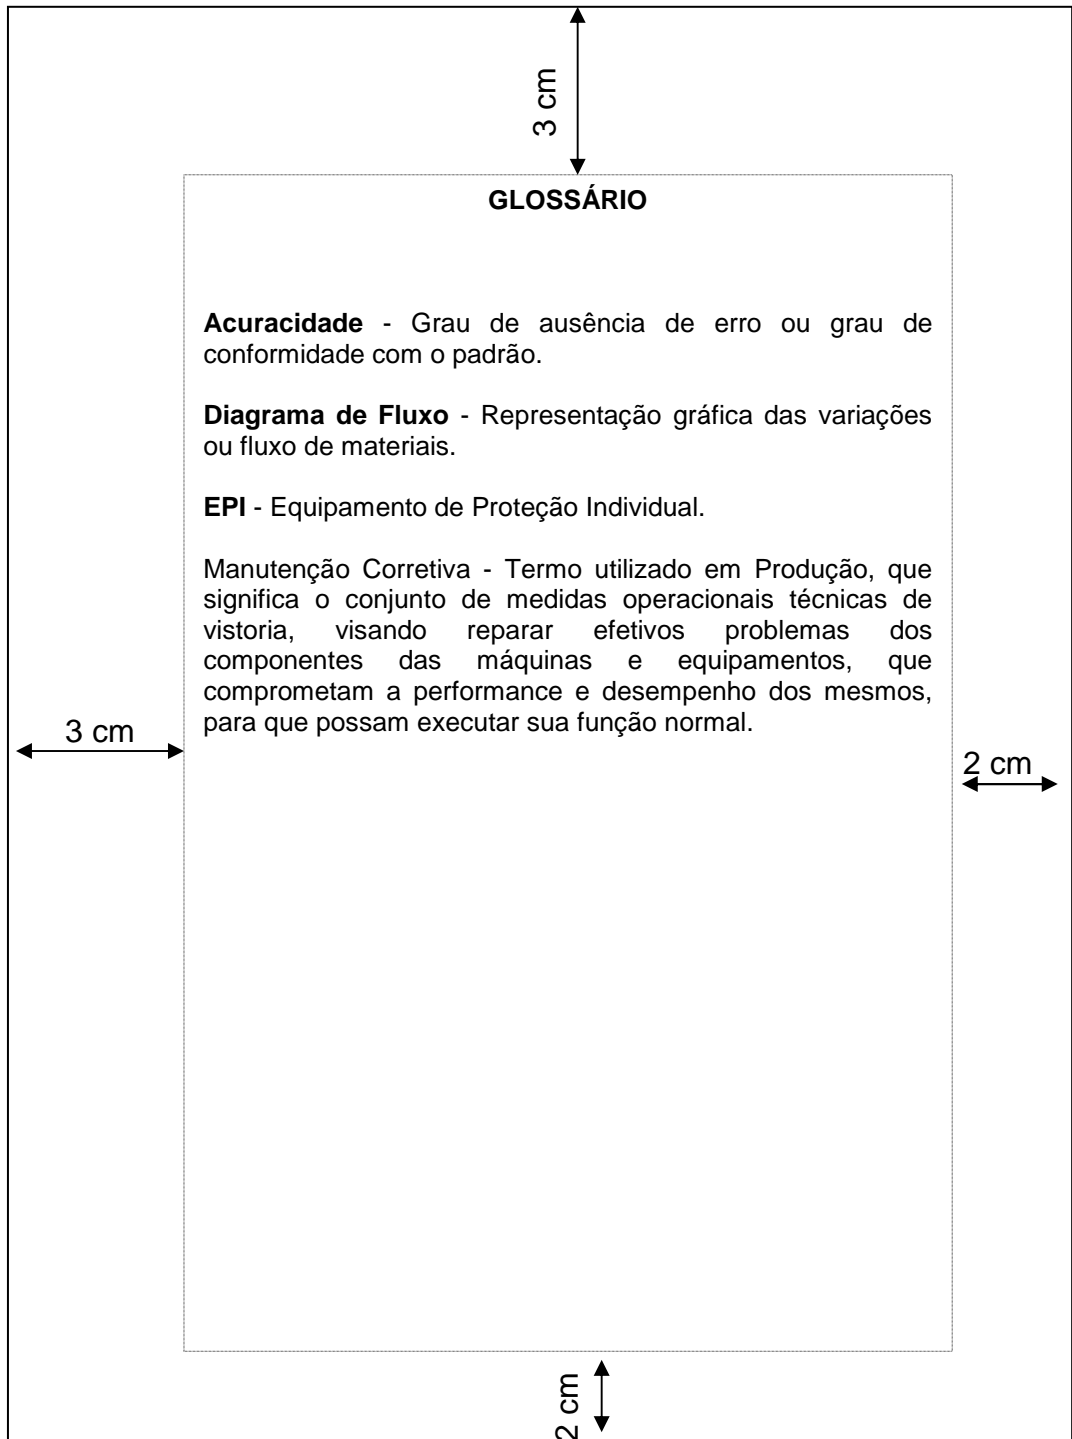 3 cm
GLOSSÁRIO
Acuracidade - Grau de ausência de erro ou grau de
conformidade com o padrão.
Diagrama de Fluxo - Representação gráfica das variações
ou fluxo de materiais.
EPI - Equipamento de Proteção Individual.
Manutenção Corretiva - Termo utilizado em Produção, que
significa o conjunto de medidas operacionais técnicas de
vistoria, visando reparar efetivos problemas dos
componentes das máquinas e equipamentos, que
comprometam a performance e desempenho dos mesmos,
para que possam executar sua função normal.
3 cm
2 cm
2 cm